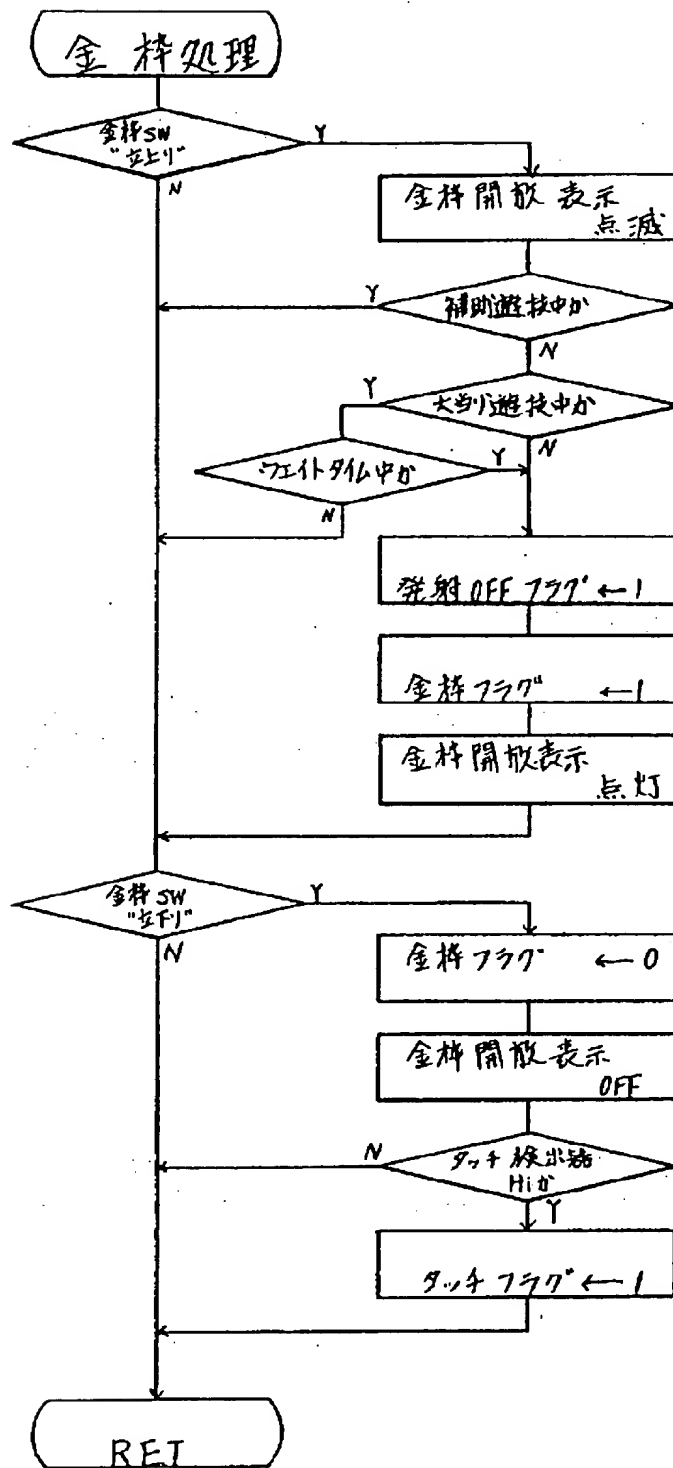 金枠処理
金枠SW
"立上り"
Y
N
金枠開放表示
点滅
補助遊技中か
Y
N
大当り遊技中か
Y
N
ウエイトタイム中か
Y
N
発射OFFフラグ←1
金枠フラグ ←1
金枠開放表示
点灯
金枠SW
"立下り"
Y
N
金枠フラグ ←0
金枠開放表示
OFF
タッチ検出器
Hiか
N
Y
タッチフラグ←1
RET